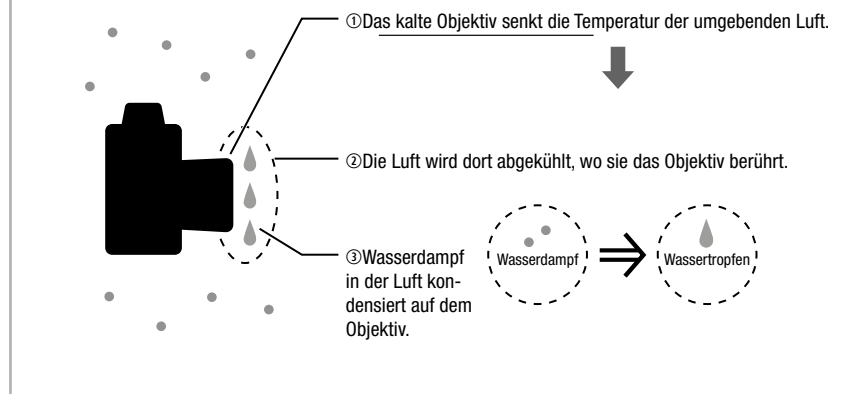 ①Das kalte Objektiv senkt die Temperatur der umgebenden Luft.
②Die Luft wird dort abgekühlt, wo sie das Objektiv berührt.
③Wasserdampf
in der Luft kon-
densiert auf dem
Objektiv.
Wasserdampf
Wassertropfen